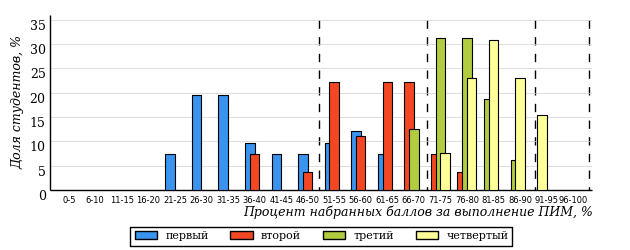 Доля студентов, %
35
30
25
20
15
10
5
0
0-5 6-10 11-15 16-20 21-25 26-30 31-35 36-40 41-45 46-50 51-55 56-60 61-65 66-70 71-75 76-80 81-85 86-90 91-95 96-100
Процент набранных баллов за выполнение ПИМ, %
первый второй третий четвертый